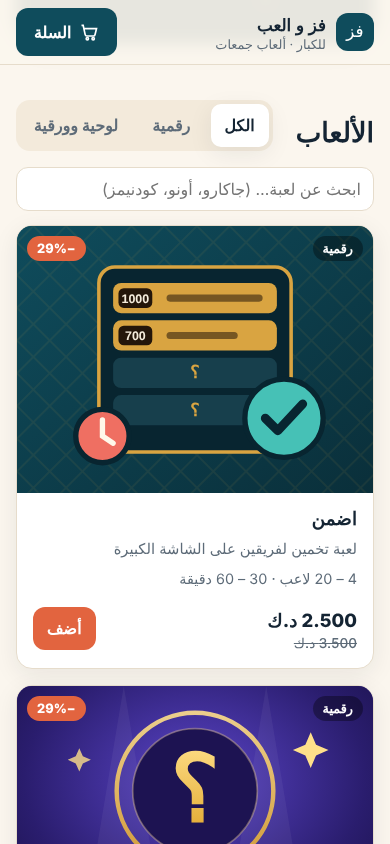 فز
فز و العب
للكبار · ألعاب جمعات
السلة
الألعاب
الكل
رقمية
لوحية وورقية
ابحث عن لعبة... (جاكارو، أونو، كودنيمز)
رقمية
−29%
1000
700
؟
؟
اضمن
لعبة تخمين لفريقين على الشاشة الكبيرة
4 – 20 لاعب · 30 – 60 دقيقة
2.500 د.ك
3.500 د.ك
أضف
رقمية
−29%
؟